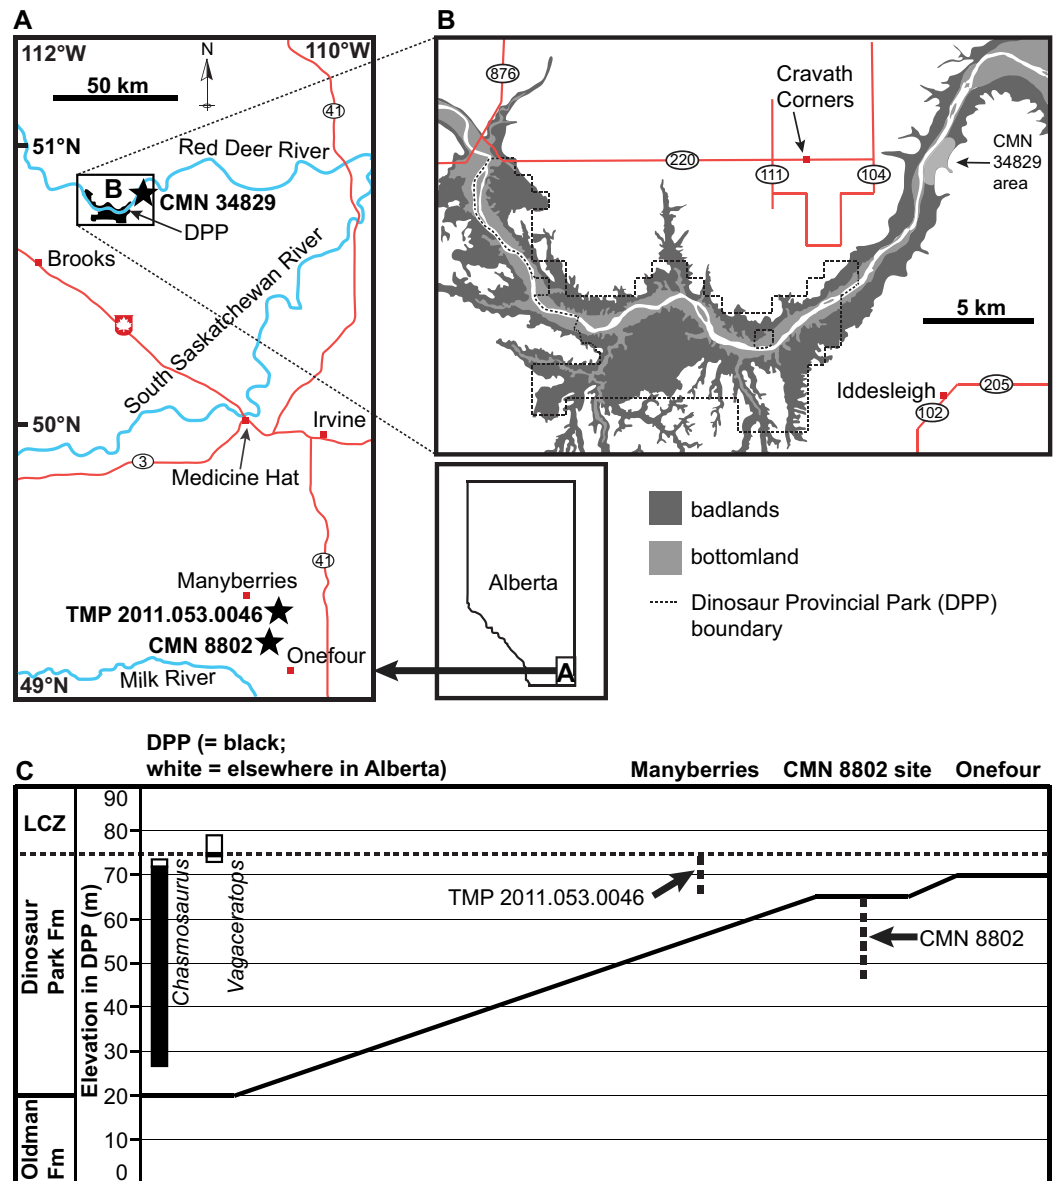 A
112°W
110°W
N
50 km
41
51°N
Red Deer River
B
CMN 34829
DPP
Brooks
South Saskatchewan River
50°N
Irvine
3
Medicine Hat
41
Manyberries
TMP 2011.053.0046
CMN 8802
Onefour
Milk River
49°N
B
876
Cravath
Corners
CMN
34829
area
220
111
104
5 km
Iddesleigh
205
102
Alberta
A
badlands
bottomland
Dinosaur Provincial Park (DPP)
boundary
C
DPP (= black;
white = elsewhere in Alberta)
Manyberries
CMN 8802 site
Onefour
LCZ
Dinosaur
Park Fm
Oldman
Fm
Elevation in DPP (m)
90
80
70
60
50
40
30
20
10
0
Chasmosaurus
Vagaceratops
TMP 2011.053.0046
CMN 8802